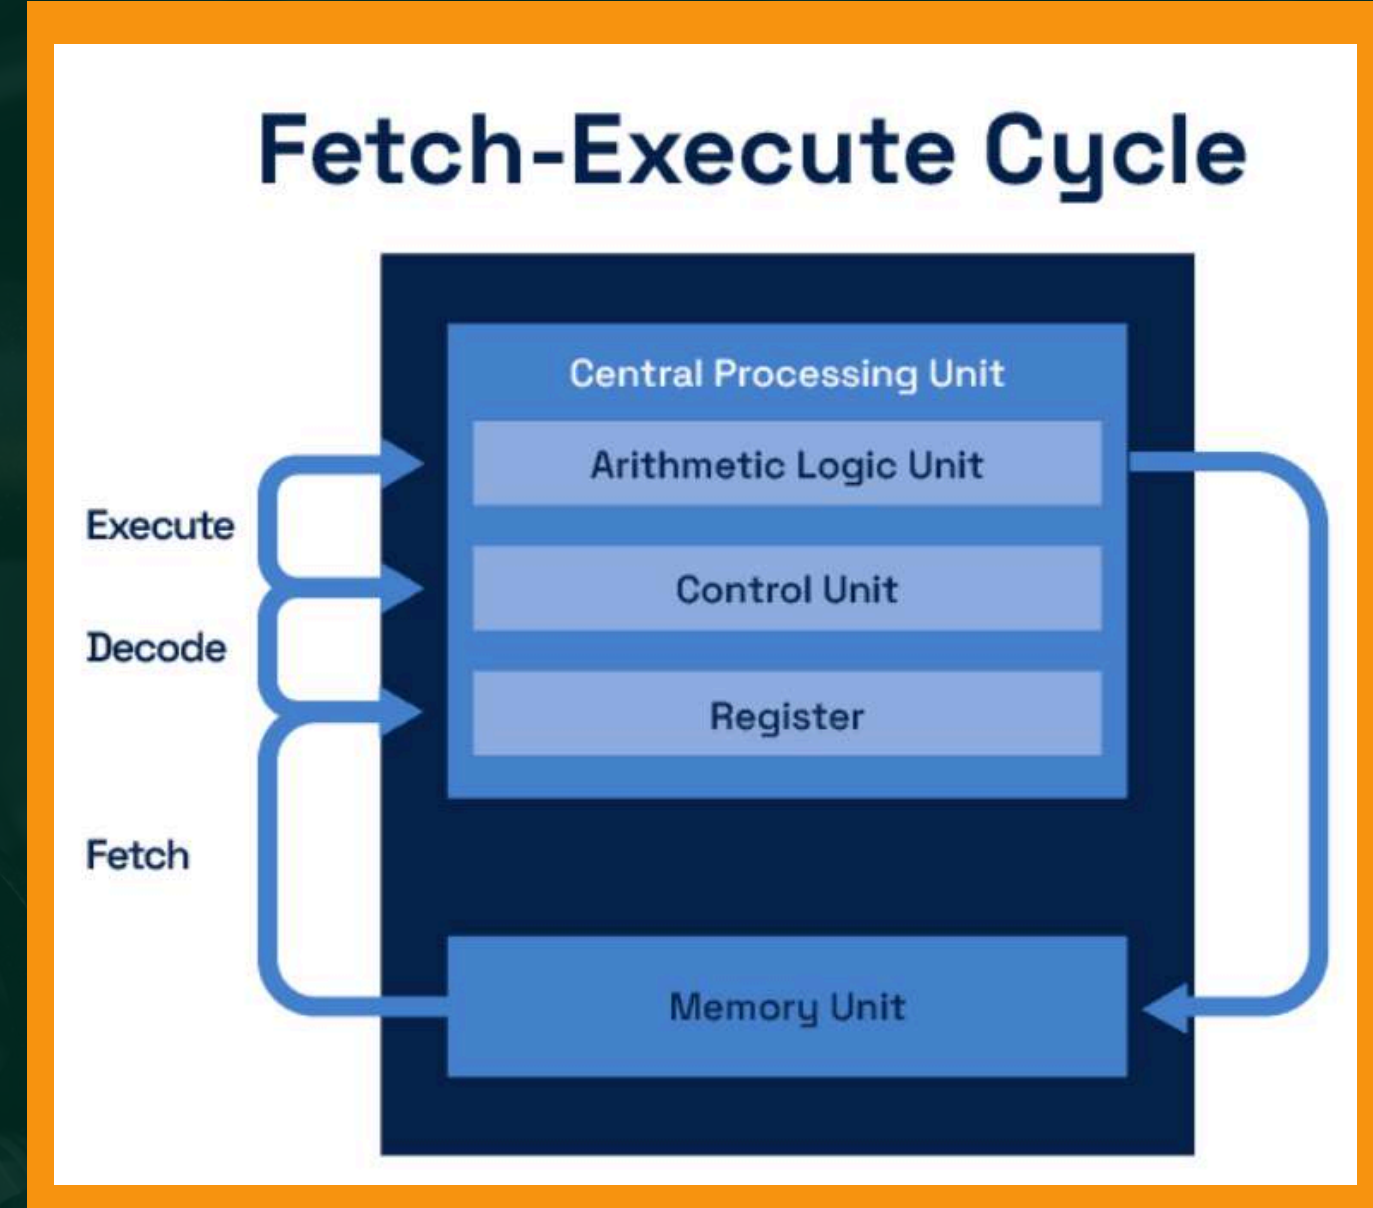 Fetch-Execute Cycle
Central Processing Unit
Arithmetic Logic Unit
Execute
Control Unit
Decode
Register
Fetch
Memory Unit